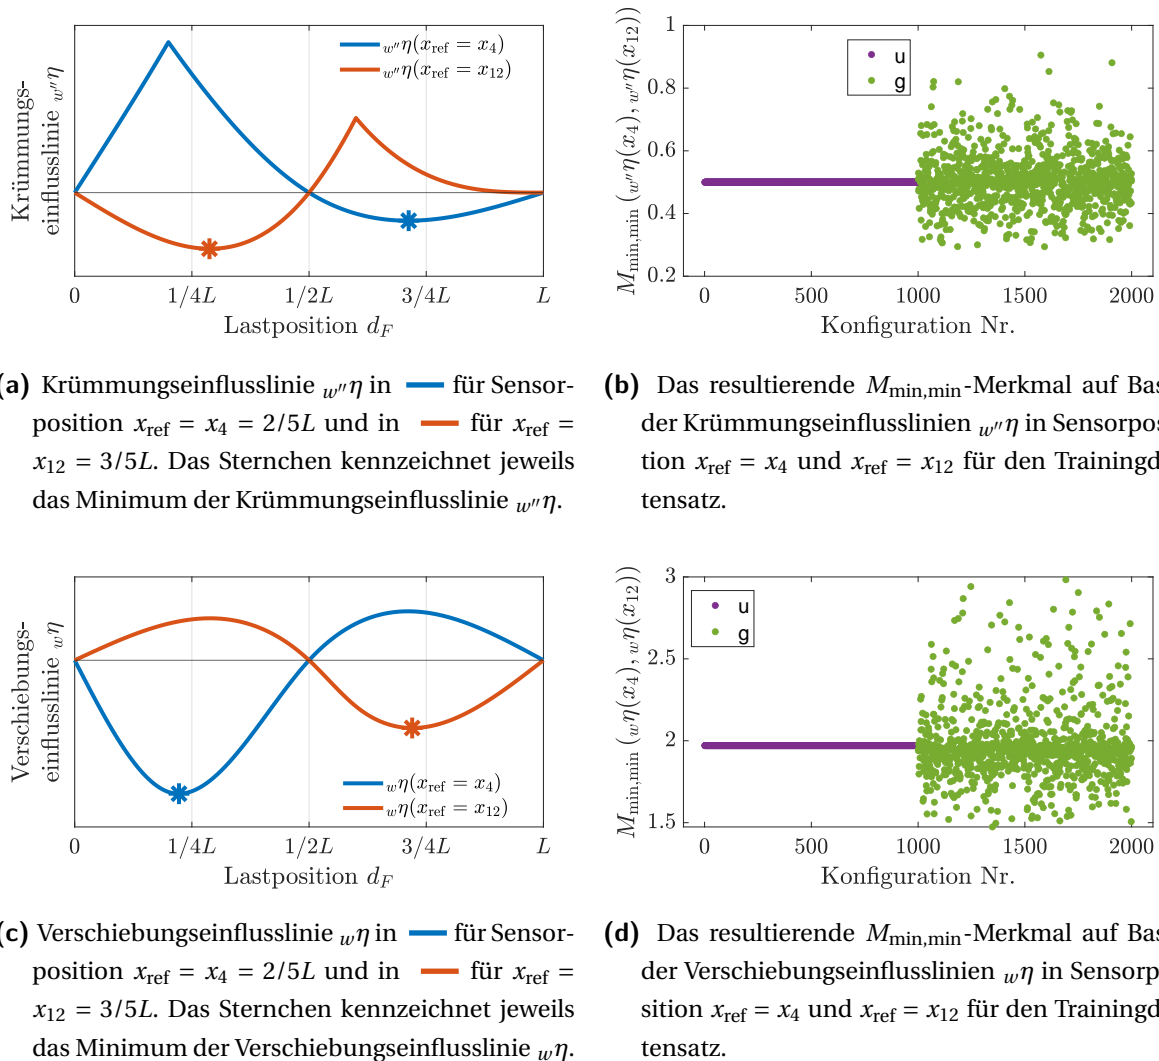 Krümmungs-
einflusslinie w′′η
w′′η(xref = x4)
w′′η(xref = x12)
0 1/4L 1/2L 3/4L L
Lastposition dF
Mmin,min (w′′η(x4), w′′η(x12))
1
0.8
0.6
0.4
0.2
u
g
0 500 1000 1500 2000
Konfiguration Nr.
(a) Krümmungseinflusslinie w′′η in für Sensor-
position xref = x4 = 2/5L und in für xref =
x12 = 3/5L. Das Sternchen kennzeichnet jeweils
das Minimum der Krümmungseinflusslinie w′′η.
(b) Das resultierende Mmin,min-Merkmal auf Bas
der Krümmungseinflusslinien w′′η in Sensorpos
tion xref = x4 und xref = x12 für den Trainingd
tensatz.
Verschiebungs-
einflusslinie wη
wη(xref = x4)
wη(xref = x12)
0 1/4L 1/2L 3/4L L
Lastposition dF
Mmin,min (wη(x4), wη(x12))
3
2.5
2
1.5
u
g
0 500 1000 1500 2000
Konfiguration Nr.
(c) Verschiebungseinflusslinie wη in für Sensor-
position xref = x4 = 2/5L und in für xref =
x12 = 3/5L. Das Sternchen kennzeichnet jeweils
das Minimum der Verschiebungseinflusslinie wη.
(d) Das resultierende Mmin,min-Merkmal auf Bas
der Verschiebungseinflusslinien wη in Sensorp
sition xref = x4 und xref = x12 für den Trainingd
tensatz.